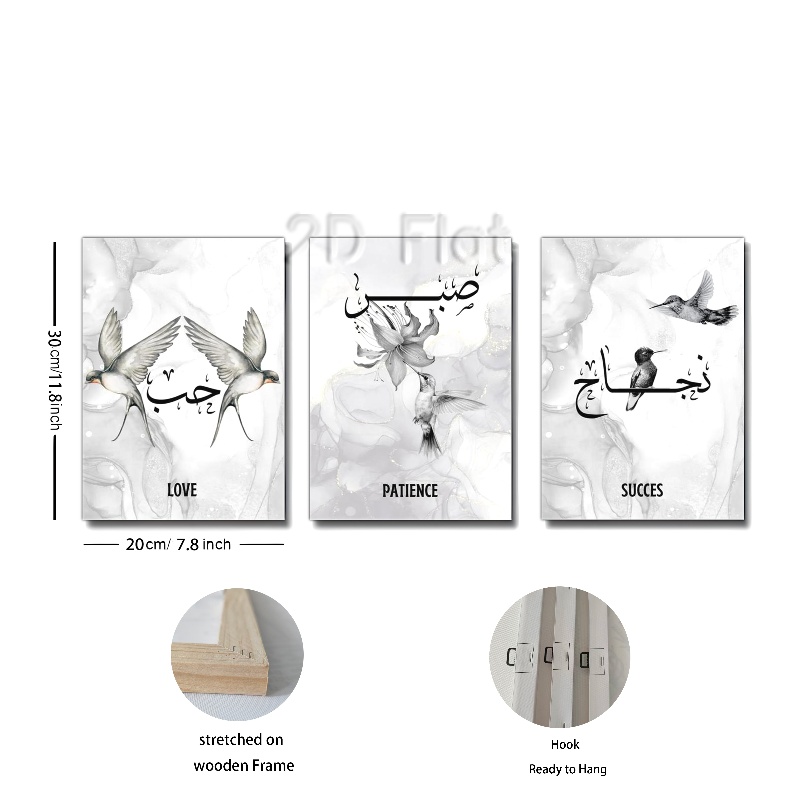 2D Flat
صبر
حب
نجاح
LOVE
PATIENCE
SUCCES
30cm/11.8inch
20cm/ 7.8 inch
stretched on
wooden Frame
Hook
Ready to Hang